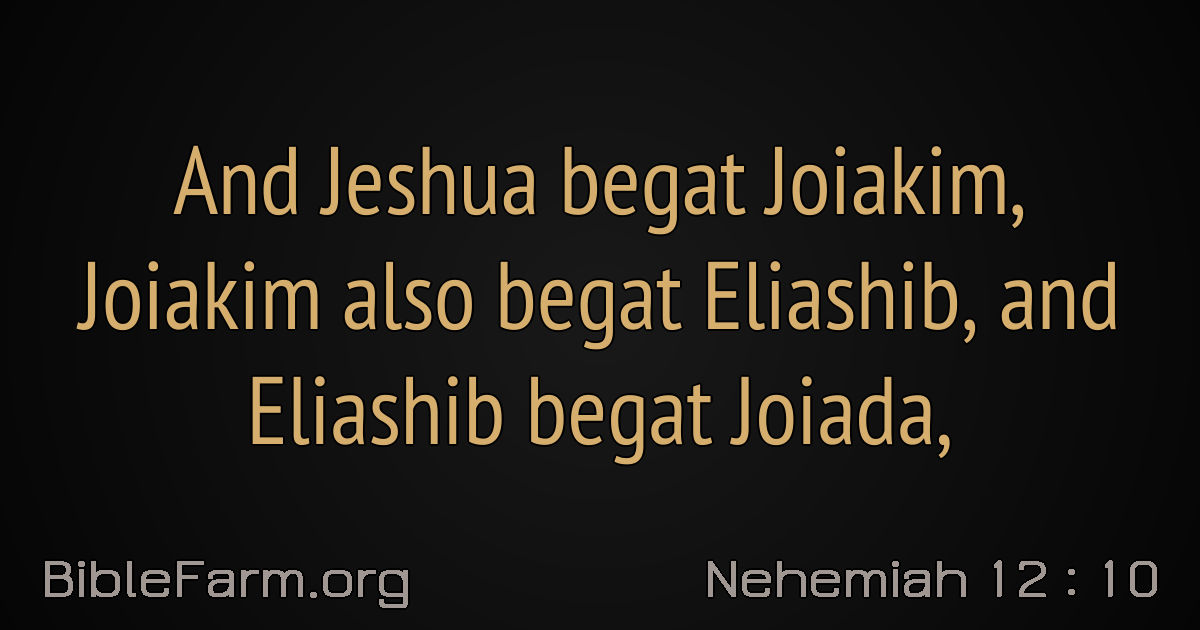 And Jeshua begat Joiakim,
Joiakim also begat Eliashib, and
Eliashib begat Joiada,
BibleFarm.org
Nehemiah 12 : 10